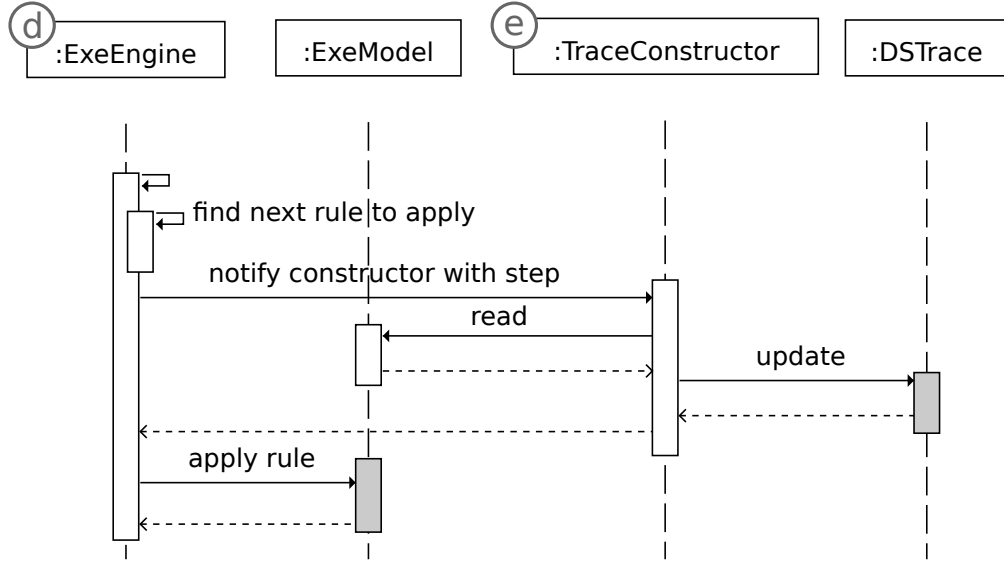 d
:ExeEngine
:ExeModel
e
:TraceConstructor
:DSTrace
find next rule to apply
notify constructor with step
read
update
apply rule